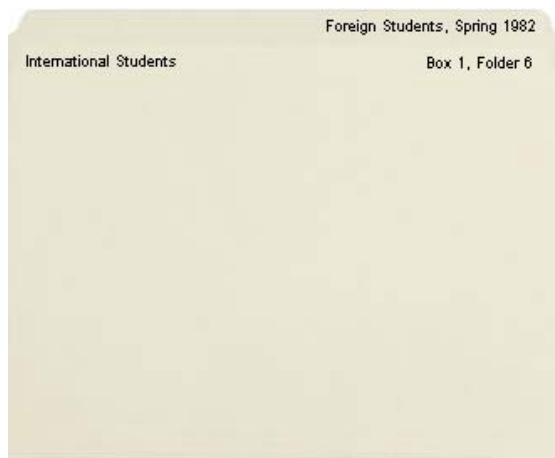 Foreign Students, Spring 1982
International Students
Box 1, Folder 6